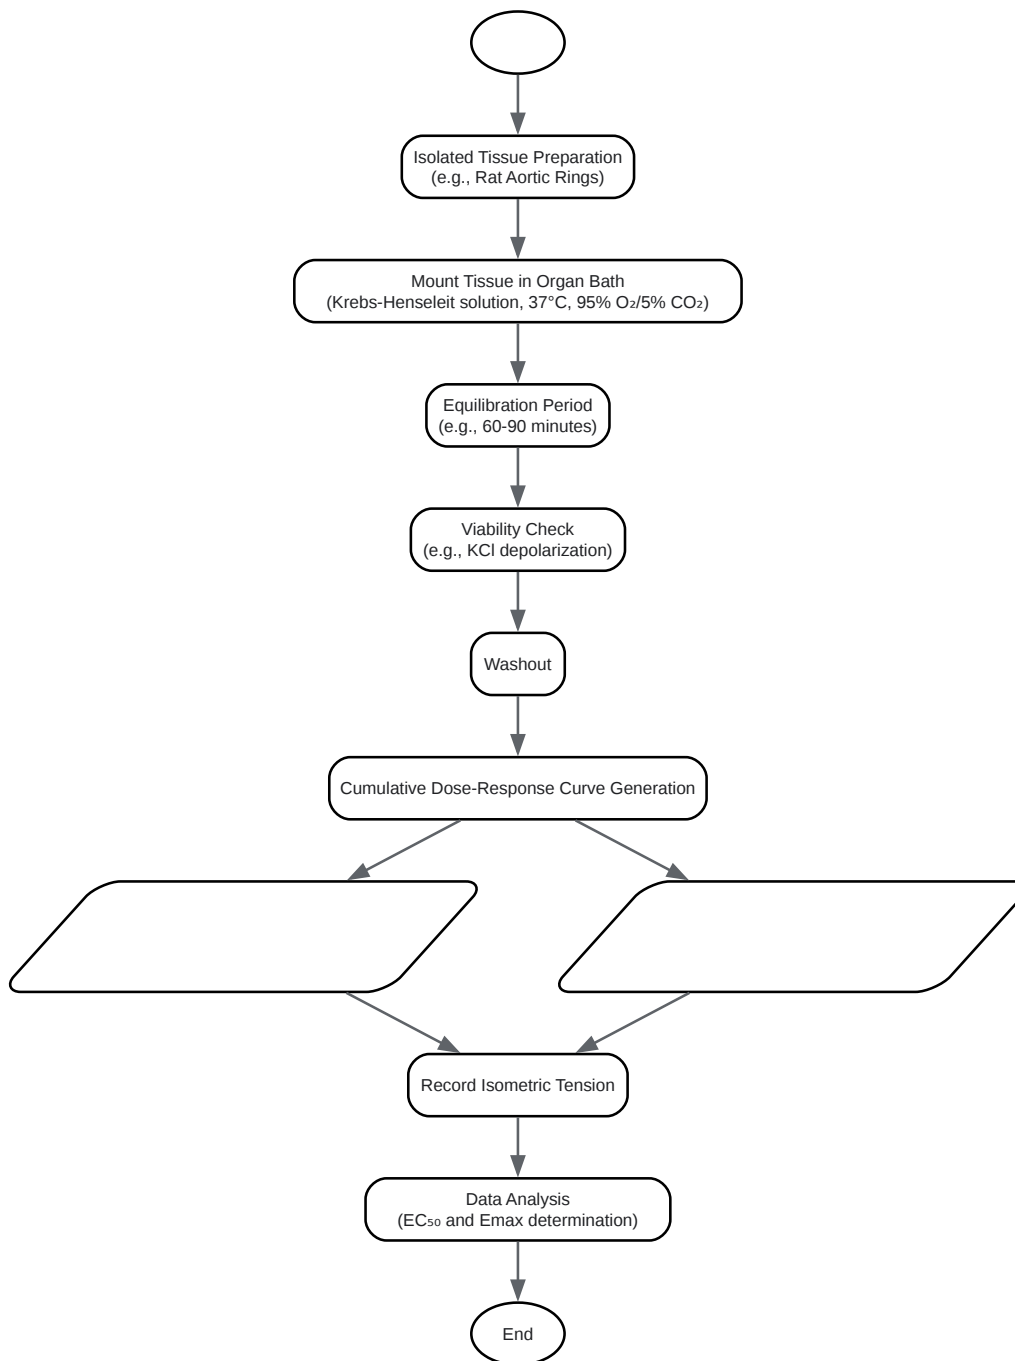 Isolated Tissue Preparation
(e.g., Rat Aortic Rings)
Mount Tissue in Organ Bath
(Krebs-Henseleit solution, 37°C, 95% O₂/5% CO₂)
Equilibration Period
(e.g., 60-90 minutes)
Viability Check
(e.g., KCl depolarization)
Washout
Cumulative Dose-Response Curve Generation
Record Isometric Tension
Data Analysis
(EC₅₀ and Emax determination)
End